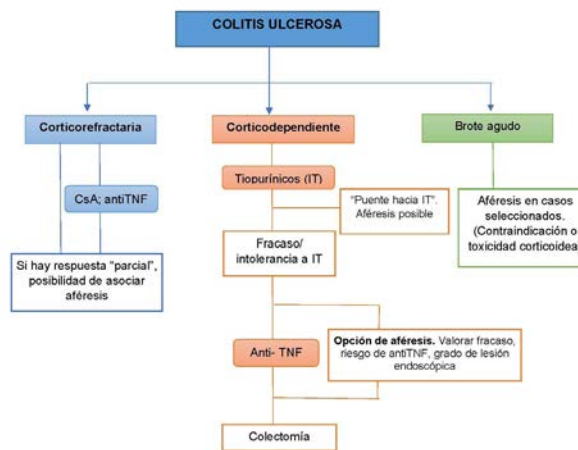 COLITIS ULCEROSA
Corticorefractaria
CsA; antiTNF
Si hay respuesta "parcial",
posibilidad de asociar
aféresis
Corticodependiente
Tiopurínicos (IT)
"Puente hacia IT".
Aféresis posible
Fracaso/
intolerancia a IT
Anti- TNF
Opción de aféresis. Valorar fracaso,
riesgo de antiTNF, grado de lesión
endoscópica
Colectomía
Brote agudo
Aféresis en casos
seleccionados.
(Contraindicación o
toxicidad corticoidea